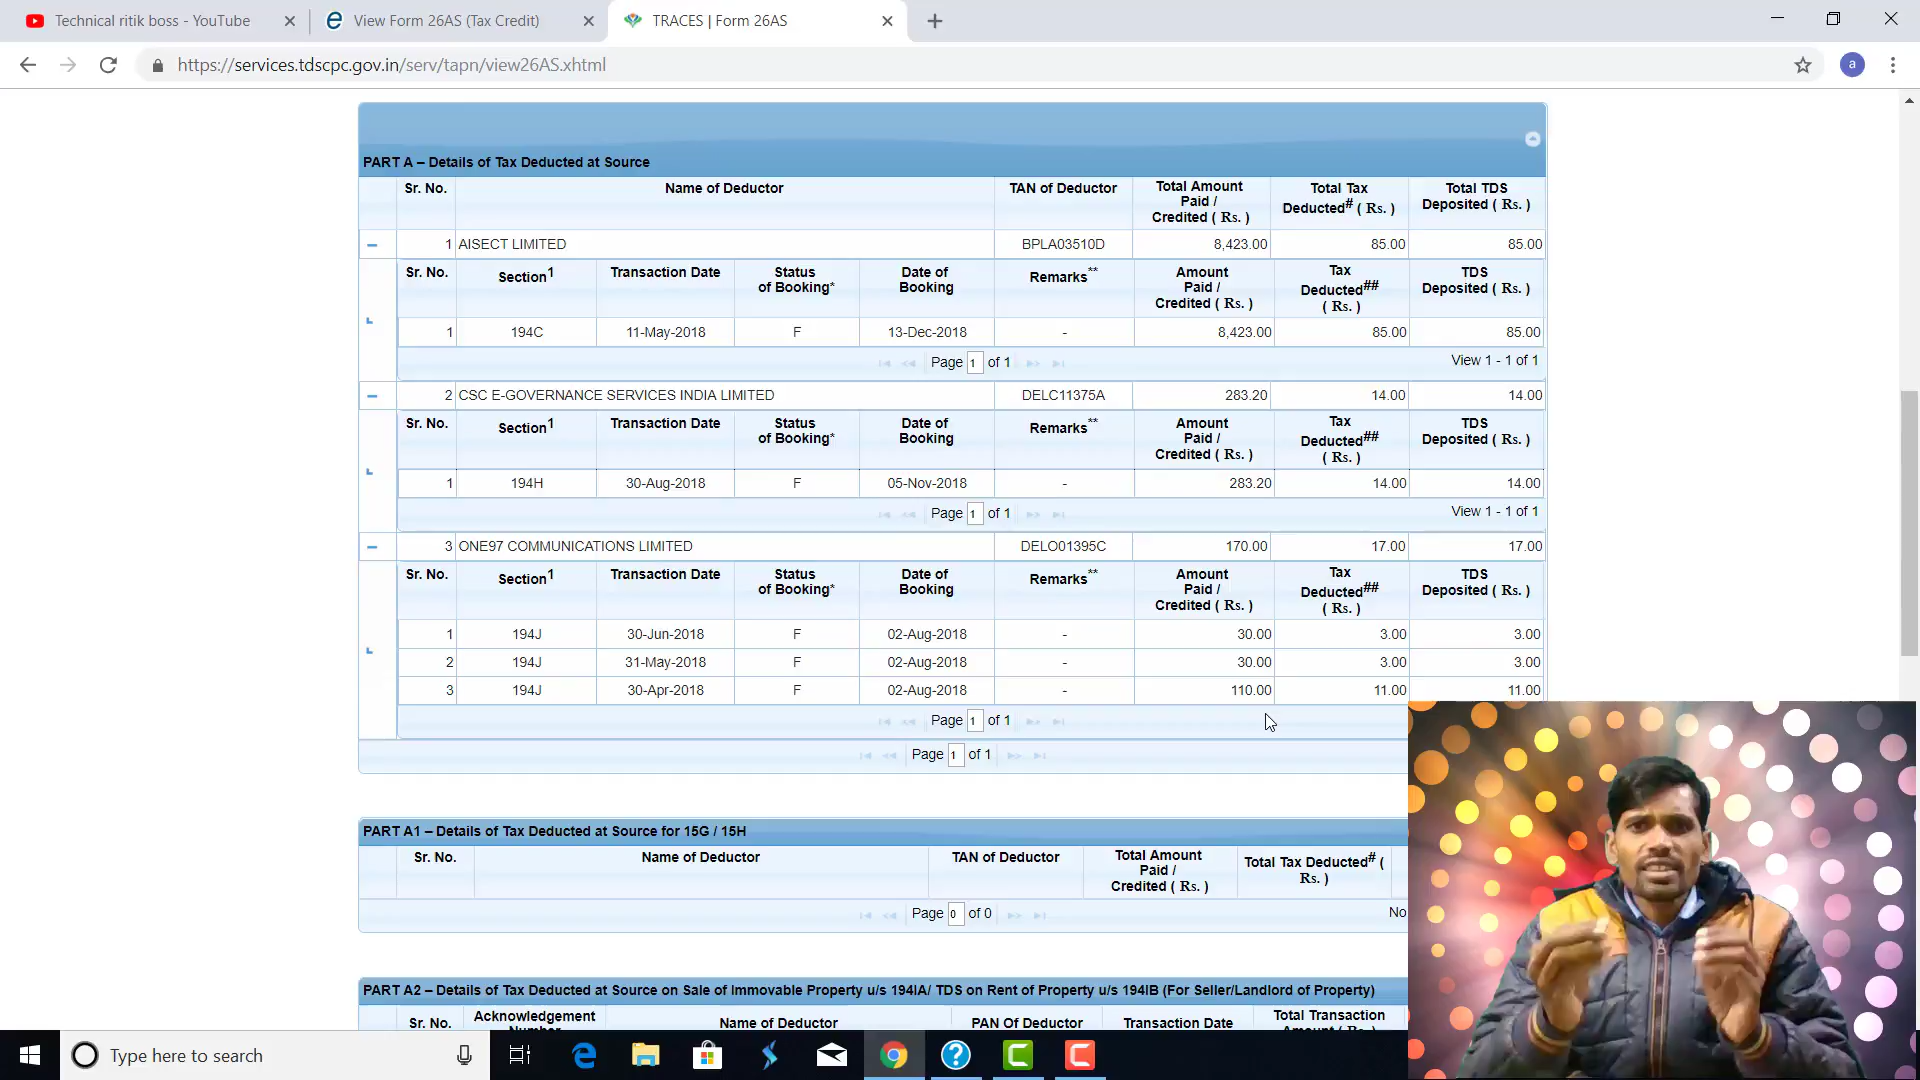 Technical ritik boss - YouTube
View Form 26AS (Tax Credit)
TRACES | Form 26AS
https://services.tdscpc.gov.in/serv/tapn/view26AS.xhtml
a
PART A – Details of Tax Deducted at Source
Sr. No. Name of Deductor TAN of Deductor Total Amount Paid / Credited ( Rs. ) Total Tax Deducted# ( Rs. ) Total TDS Deposited ( Rs. )
1 AISECT LIMITED BPLA03510D 8,423.00 85.00 85.00
Sr. No. Section1 Transaction Date Status of Booking* Date of Booking Remarks** Amount Paid / Credited ( Rs. ) Tax Deducted## ( Rs. ) TDS Deposited ( Rs. )
1 194C 11-May-2018 F 13-Dec-2018 - 8,423.00 85.00 85.00
Page 1 of 1 View 1 - 1 of 1
2 CSC E-GOVERNANCE SERVICES INDIA LIMITED DELC11375A 283.20 14.00 14.00
Sr. No. Section1 Transaction Date Status of Booking* Date of Booking Remarks** Amount Paid / Credited ( Rs. ) Tax Deducted## ( Rs. ) TDS Deposited ( Rs. )
1 194H 30-Aug-2018 F 05-Nov-2018 - 283.20 14.00 14.00
Page 1 of 1 View 1 - 1 of 1
3 ONE97 COMMUNICATIONS LIMITED DELO01395C 170.00 17.00 17.00
Sr. No. Section1 Transaction Date Status of Booking* Date of Booking Remarks** Amount Paid / Credited ( Rs. ) Tax Deducted## ( Rs. ) TDS Deposited ( Rs. )
1 194J 30-Jun-2018 F 02-Aug-2018 - 30.00 3.00 3.00
2 194J 31-May-2018 F 02-Aug-2018 - 30.00 3.00 3.00
3 194J 30-Apr-2018 F 02-Aug-2018 - 110.00 11.00 11.00
Page 1 of 1
Page 1 of 1
PART A1 – Details of Tax Deducted at Source for 15G / 15H
Sr. No. Name of Deductor TAN of Deductor Total Amount Paid / Credited ( Rs. ) Total Tax Deducted# ( Rs. )
Page 0 of 0 No
PART A2 – Details of Tax Deducted at Source on Sale of Immovable Property u/s 194IA/ TDS on Rent of Property u/s 194IB (For Seller/Landlord of Property)
Sr. No. Acknowledgement Number Name of Deductor PAN Of Deductor Transaction Date Total Transaction Amount ( Rs. )
Type here to search